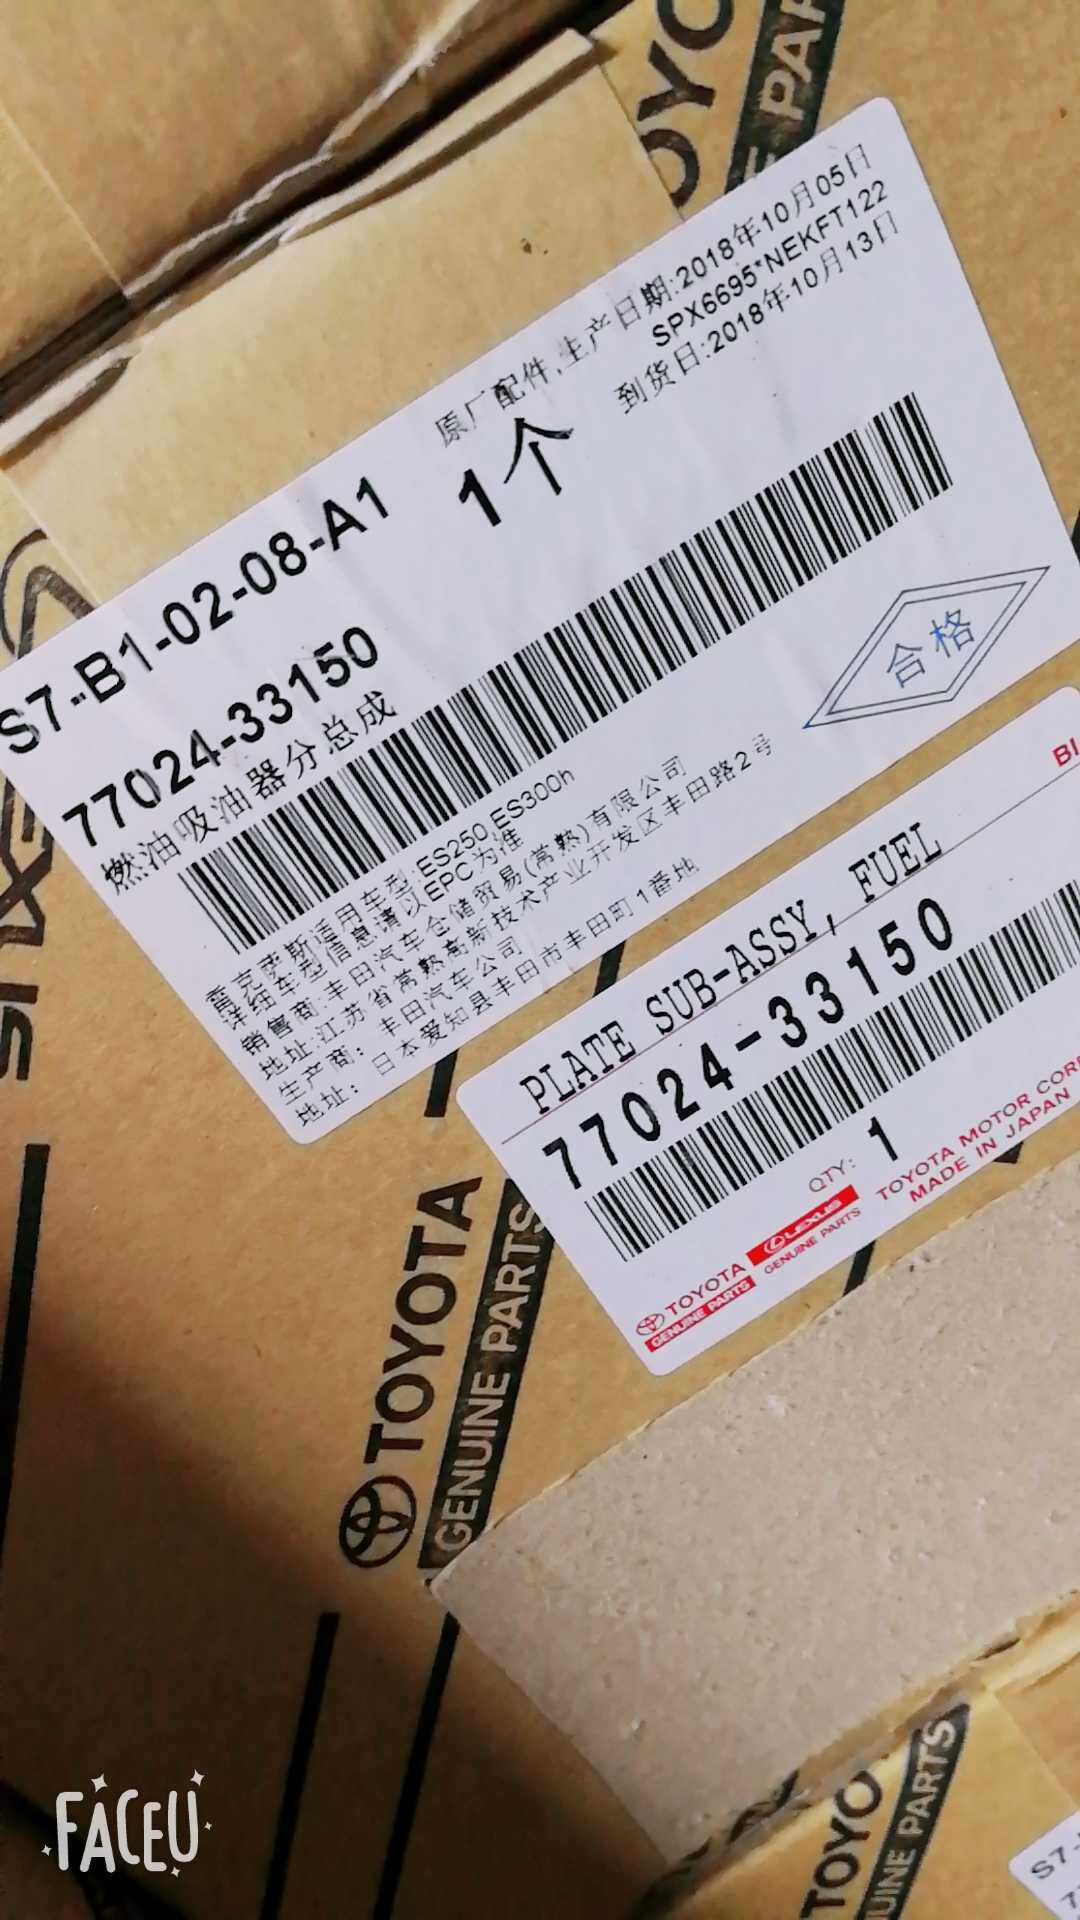 TOYO
E PAR
原厂配件,生产日期:2018年10月05日
SPX6695*NEKFT122
到货日:2018年10月13日
1个
S7-B1-02-08-A1
77024-33150
燃油吸油器分总成
合格
雷克萨斯适用车型:ES250,ES300h
详细车型信息请以EPC为准
销售商:丰田汽车仓储贸易(常熟)有限公司
地址:江苏省常熟高新技术产业开发区丰田路2号
生产商: 丰田汽车公司
地址: 日本爱知县丰田市丰田町1番地
BI
PLATE SUB-ASSY, FUEL
77024-33150
QTY: 1
TOYOTA MOTOR CORP
MADE IN JAPAN
TOYOTA
GENUINE PARTS
LEXUS
GENUINE PARTS
TOYOTA
GENUINE PARTS
TOYO
UINE PARTS
S7-
FACEU